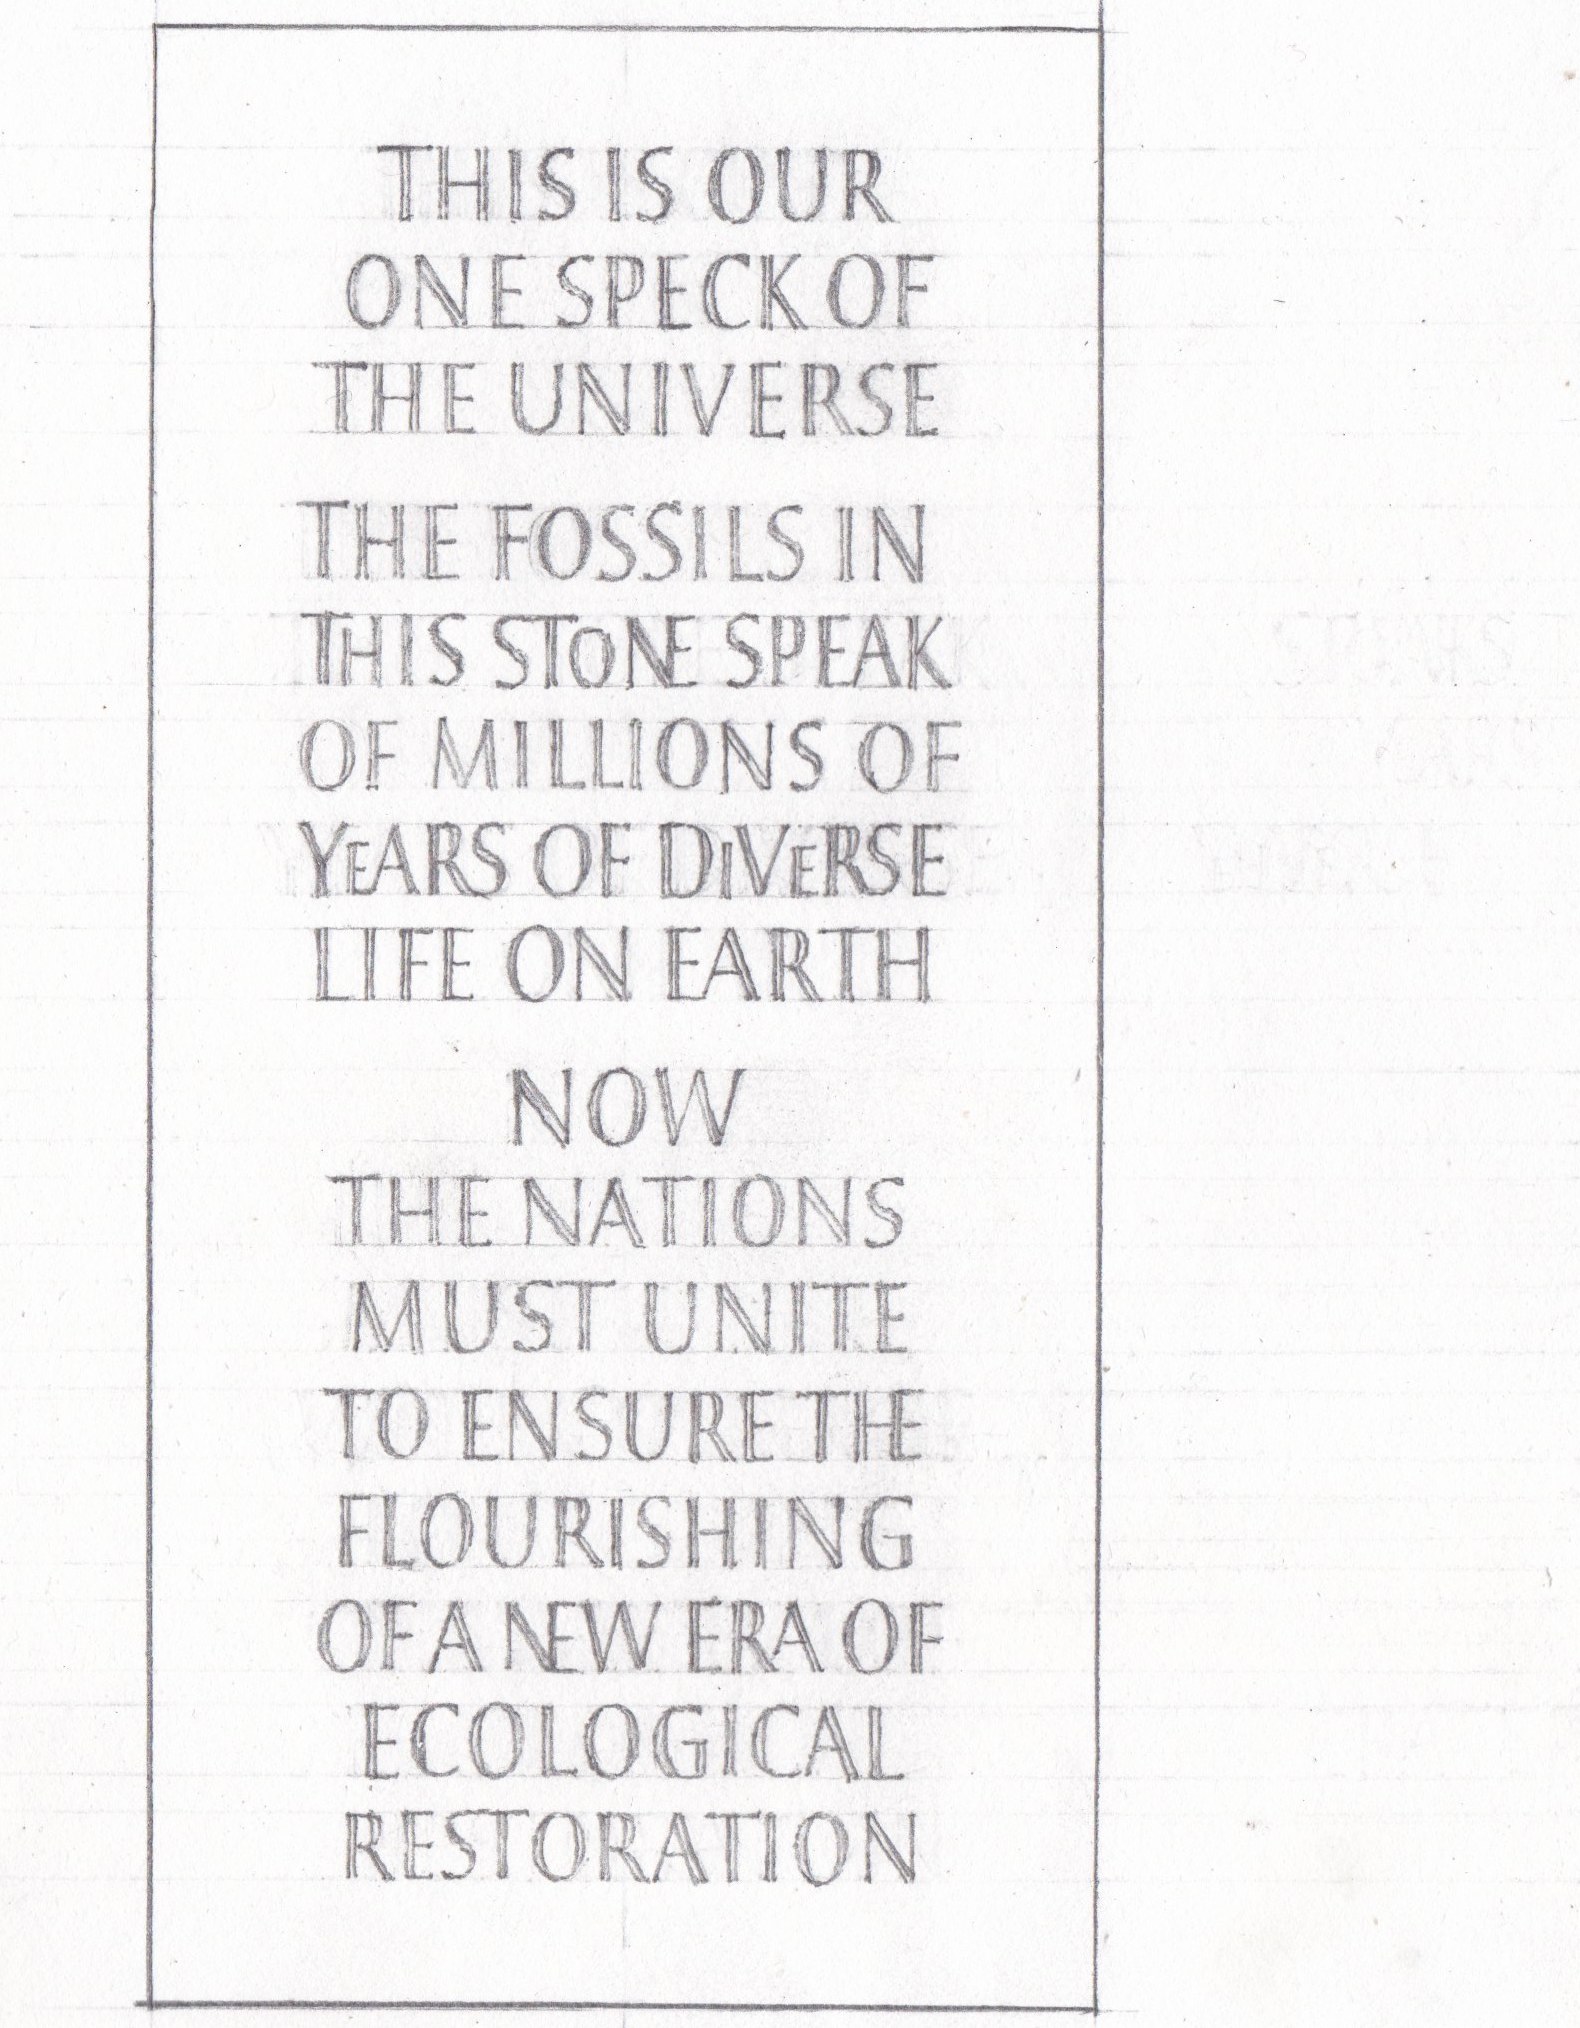 THIS IS OUR
ONE SPECK OF
THE UNIVERSE
THE FOSSILS IN
THIS STONE SPEAK
OF MILLIONS OF
YEARS OF DIVERSE
LIFE ON EARTH
NOW
THE NATIONS
MUST UNITE
TO ENSURE THE
FLOURISHING
OF A NEW ERA OF
ECOLOGICAL
RESTORATION